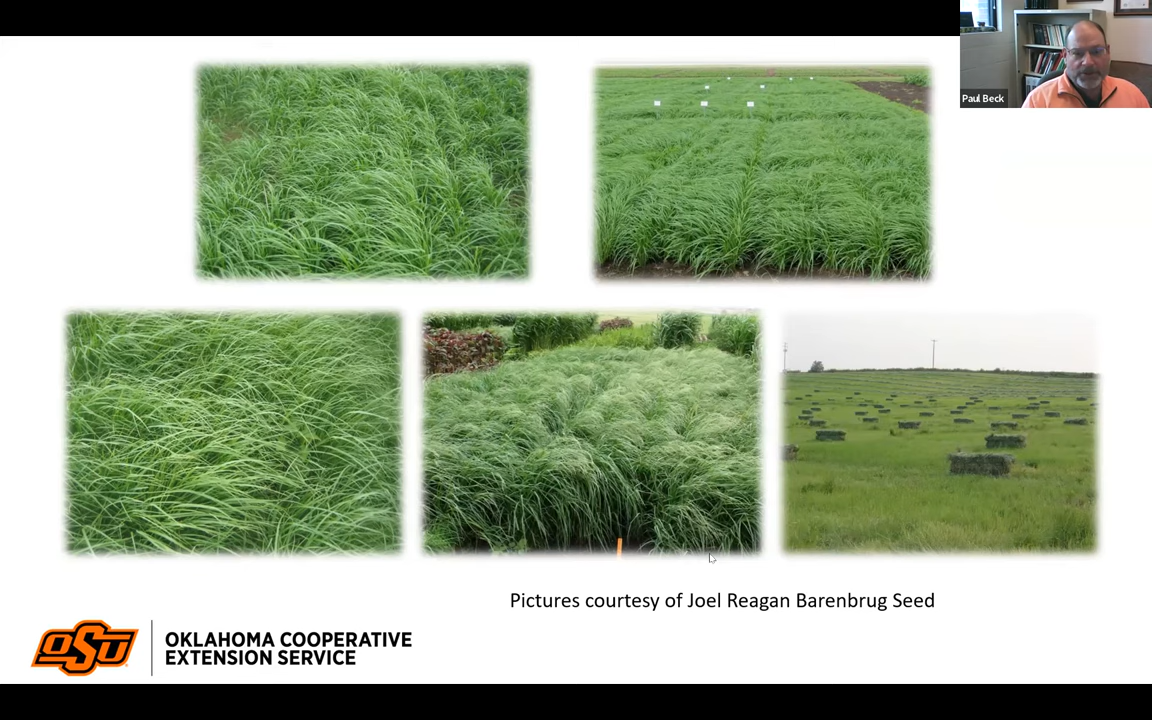 Paul Beck
Pictures courtesy of Joel Reagan Barenbrug Seed
OSU
OKLAHOMA COOPERATIVE
EXTENSION SERVICE